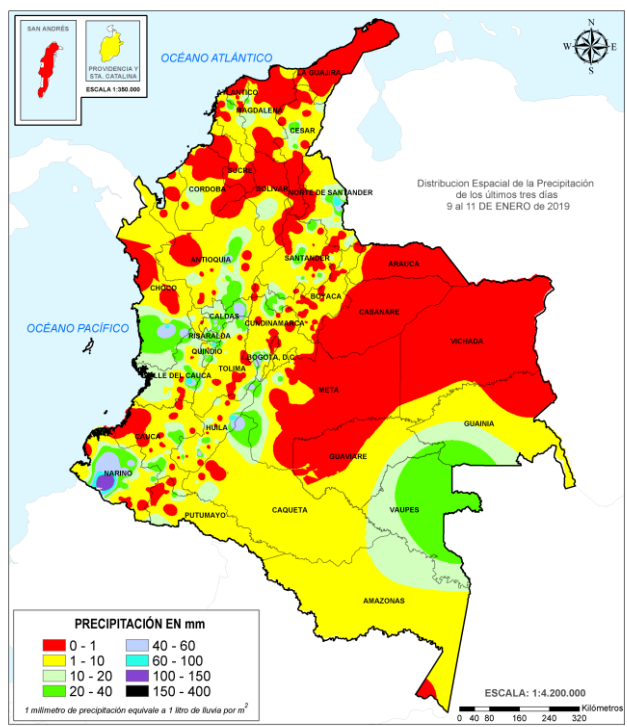 SAN ANDRÉS
PROVIDENCIA Y
STA. CATALINA
ESCALA 1:350.000
OCÉANO ATLÁNTICO
N
W
E
S
LA GUAJIRA
ATLANTICO
MAGDALENA
CESAR
SUCRE
CORDOBA
BOLIVAR
NORTE DE SANTANDER
Distribucion Espacial de la Precipitación
de los últimos tres días
9 al 11 DE ENERO de 2019
ANTIOQUIA
SANTANDER
ARAUCA
CHOCO
BOYACA
CASANARE
OCÉANO PACÍFICO
CALDAS
CUNDINAMARCA
VICHADA
RISARALDA
QUINDIO
BOGOTA, D.C.
TOLIMA
VALLE DEL CAUCA
META
CAUCA
HUILA
GUAINIA
GUAVIARE
NARIÑO
CAQUETA
VAUPES
PUTUMAYO
AMAZONAS
PRECIPITACIÓN EN mm
0 - 1
40 - 60
1 - 10
60 - 100
10 - 20
100 - 150
20 - 40
150 - 400
1 milímetro de precipitación equivale a 1 litro de lluvia por m2
ESCALA: 1:4.200.000
Kilómetros
0 40 80 160 240 320